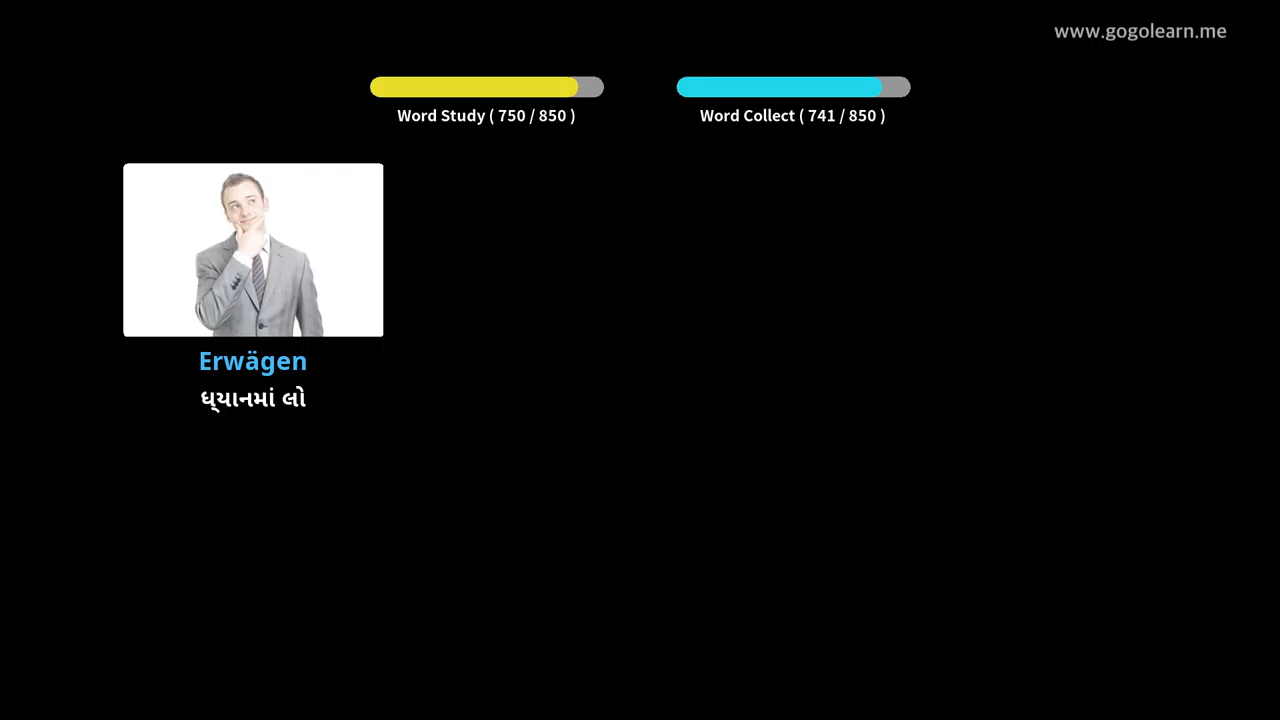 www.gogolearn.me
Word Study ( 750 / 850 )
Word Collect ( 741 / 850 )
Erwägen
ધ્યાનમાં લો